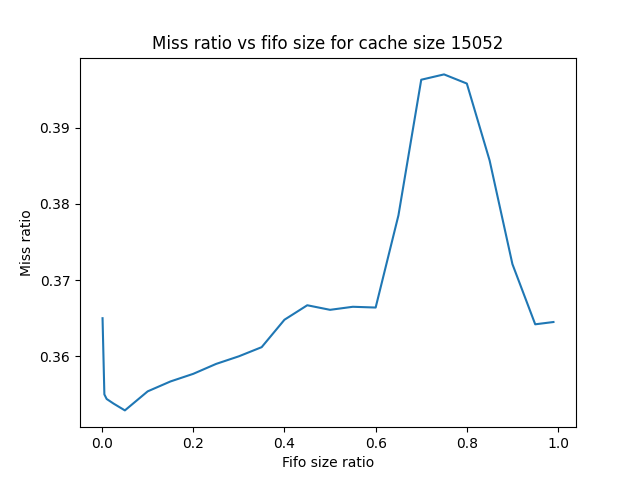 Miss ratio vs fifo size for cache size 15052
Miss ratio
0.39
0.38
0.37
0.36
0.0 0.2 0.4 0.6 0.8 1.0
Fifo size ratio